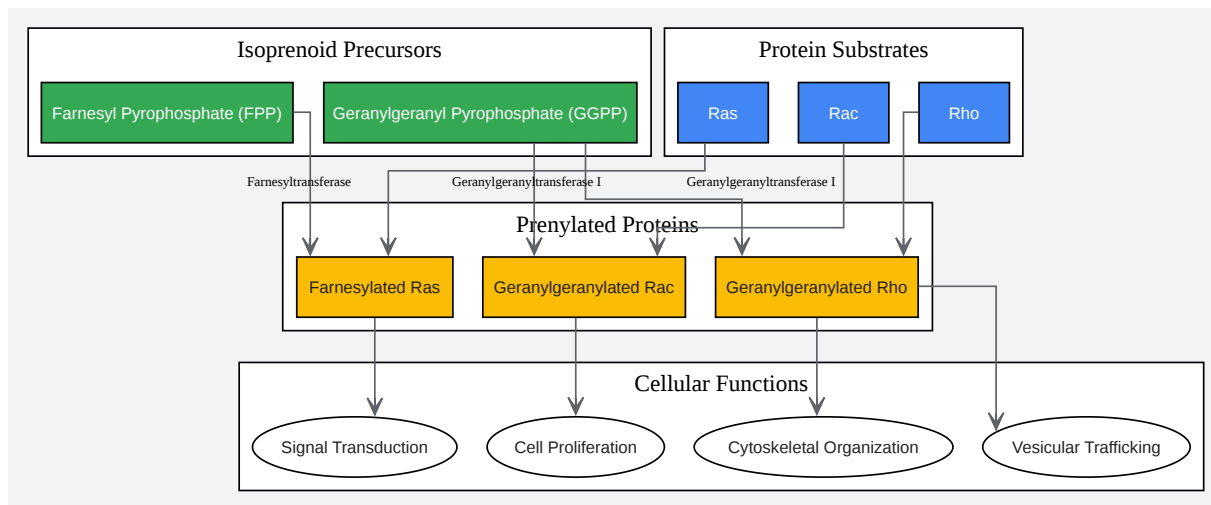 Isoprenoid Precursors
Protein Substrates
Farnesyl Pyrophosphate (FPP)
Geranylgeranyl Pyrophosphate (GGPP)
Ras
Rac
Rho
Farnesyltransferase
Geranylgeranyltransferase I
Geranylgeranyltransferase I
Prenylated Proteins
Farnesylated Ras
Geranylgeranylated Rac
Geranylgeranylated Rho
Cellular Functions
Signal Transduction
Cell Proliferation
Cytoskeletal Organization
Vesicular Trafficking